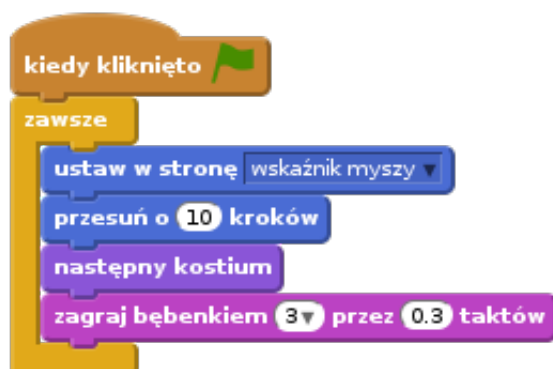 kiedy kliknięto
zawsze
ustaw w stronę wskaźnik myszy
przesuń o 10 kroków
następny kostium
zagraj bębenkiem 3 przez 0.3 taktów